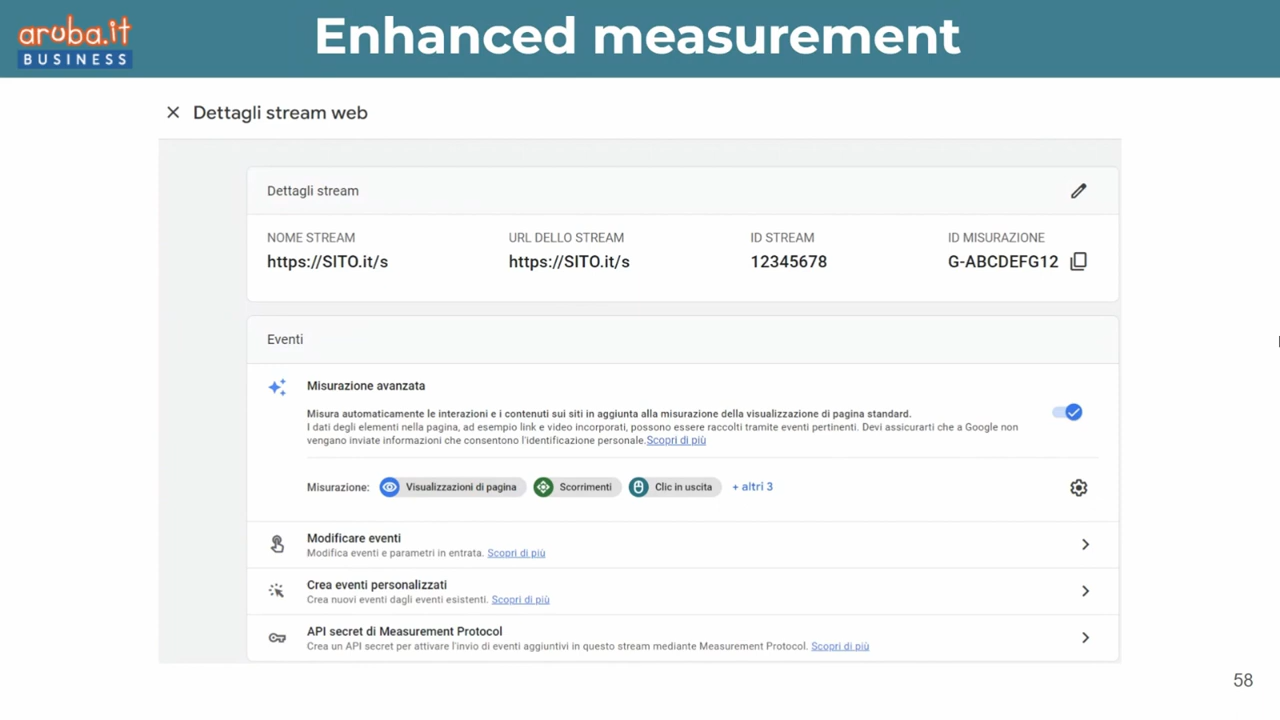 aruba.it
BUSINESS
Enhanced measurement
Dettagli stream web
Dettagli stream
NOME STREAM
https://SITO.it/s
URL DELLO STREAM
https://SITO.it/s
ID STREAM
12345678
ID MISURAZIONE
G-ABCDEFG12
Eventi
Misurazione avanzata
Misura automaticamente le interazioni e i contenuti sui siti in aggiunta alla misurazione della visualizzazione di pagina standard.
I dati degli elementi nella pagina, ad esempio link e video incorporati, possono essere raccolti tramite eventi pertinenti. Devi assicurarti che a Google non
vengano inviate informazioni che consentono l'identificazione personale.Scopri di più
Misurazione: Visualizzazioni di pagina Scorrimenti Clic in uscita + altri 3
Modificare eventi
Modifica eventi e parametri in entrata. Scopri di più
Crea eventi personalizzati
Crea nuovi eventi dagli eventi esistenti. Scopri di più
API secret di Measurement Protocol
Crea un API secret per attivare l'invio di eventi aggiuntivi in questo stream mediante Measurement Protocol. Scopri di più
58